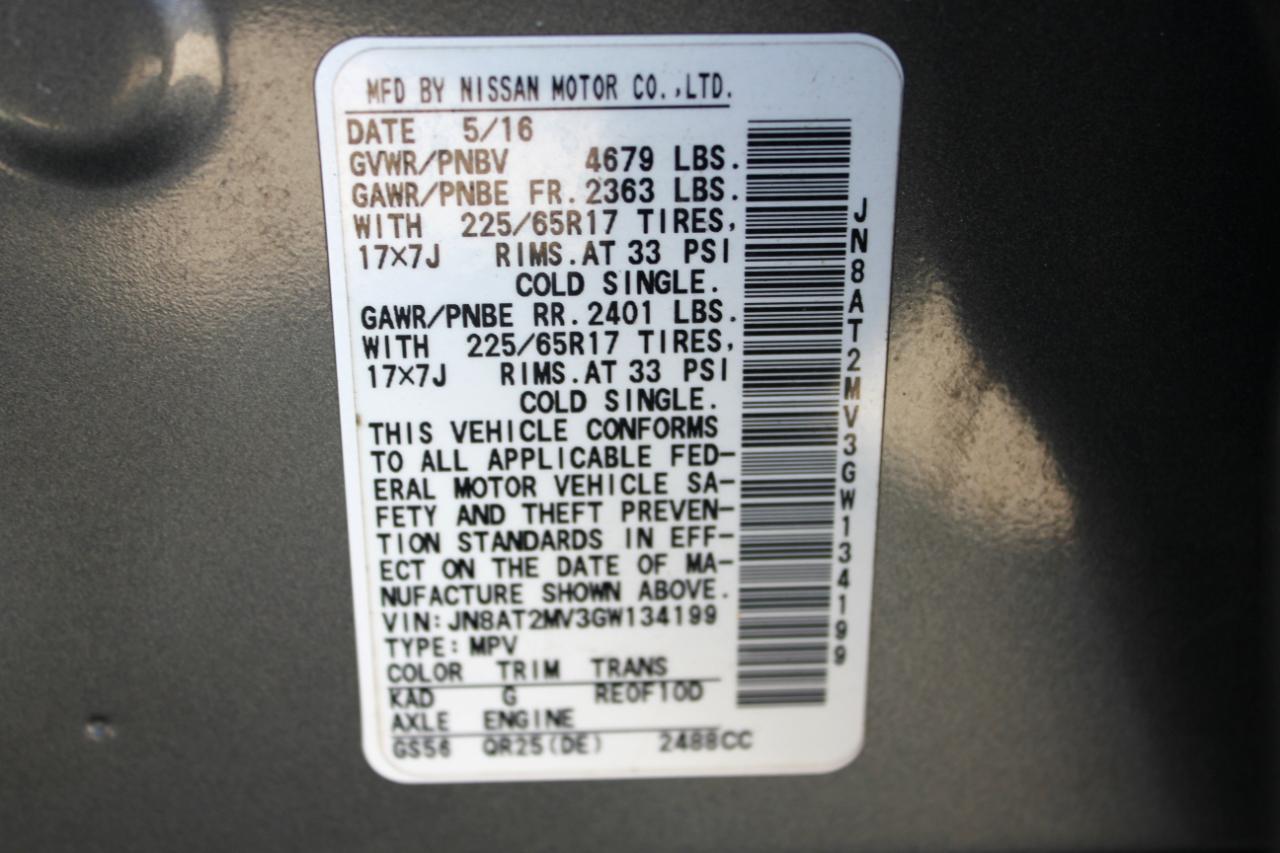 MFD BY NISSAN MOTOR CO.,LTD.
DATE 5/16
GVWR/PNBV 4679 LBS.
GAWR/PNBE FR. 2363 LBS.
WITH 225/65R17 TIRES,
17×7J RIMS.AT 33 PSI
COLD SINGLE.
GAWR/PNBE RR. 2401 LBS.
WITH 225/65R17 TIRES,
17×7J RIMS.AT 33 PSI
COLD SINGLE.
THIS VEHICLE CONFORMS
TO ALL APPLICABLE FED-
ERAL MOTOR VEHICLE SA-
FETY AND THEFT PREVEN-
TION STANDARDS IN EFF-
ECT ON THE DATE OF MA-
NUFACTURE SHOWN ABOVE.
VIN:JN8AT2MV3GW134199
TYPE:MPV
COLOR TRIM TRANS
KAD G RE0F10D
AXLE ENGINE
GS56 QR25(DE) 2488CC
JN8AT2MV3GW134199